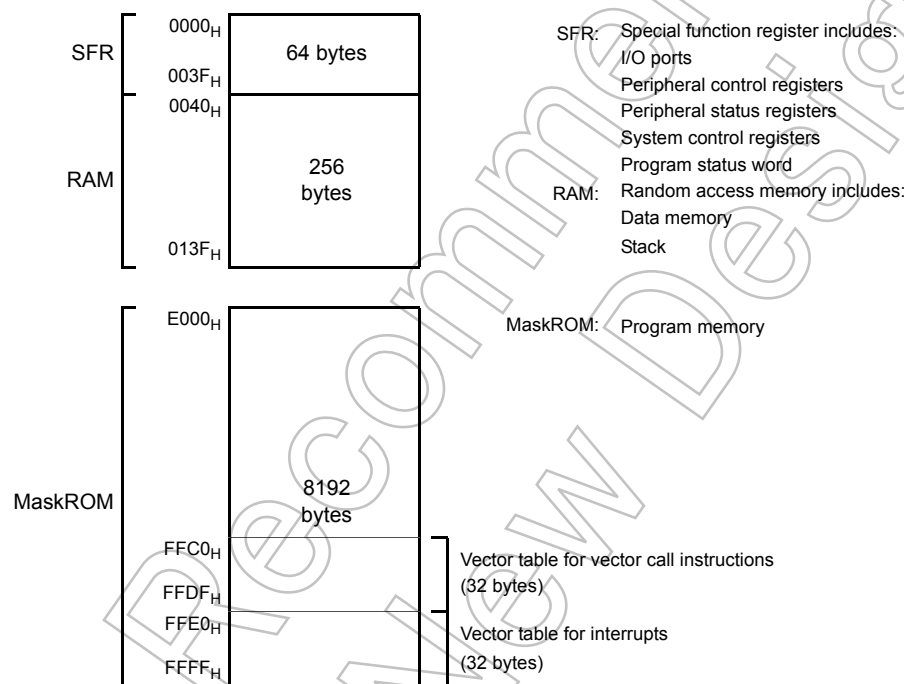 SFR
0000H
64 bytes
003FH
RAM
0040H
256
bytes
013FH
MaskROM
E000H
8192
bytes
FFC0H
FFDFH
FFE0H
FFFFH
Vector table for vector call instructions
(32 bytes)
Vector table for interrupts
(32 bytes)
SFR: Special function register includes:
I/O ports
Peripheral control registers
Peripheral status registers
System control registers
Program status word
RAM: Random access memory includes:
Data memory
Stack
MaskROM: Program memory
Recommen
New Desig